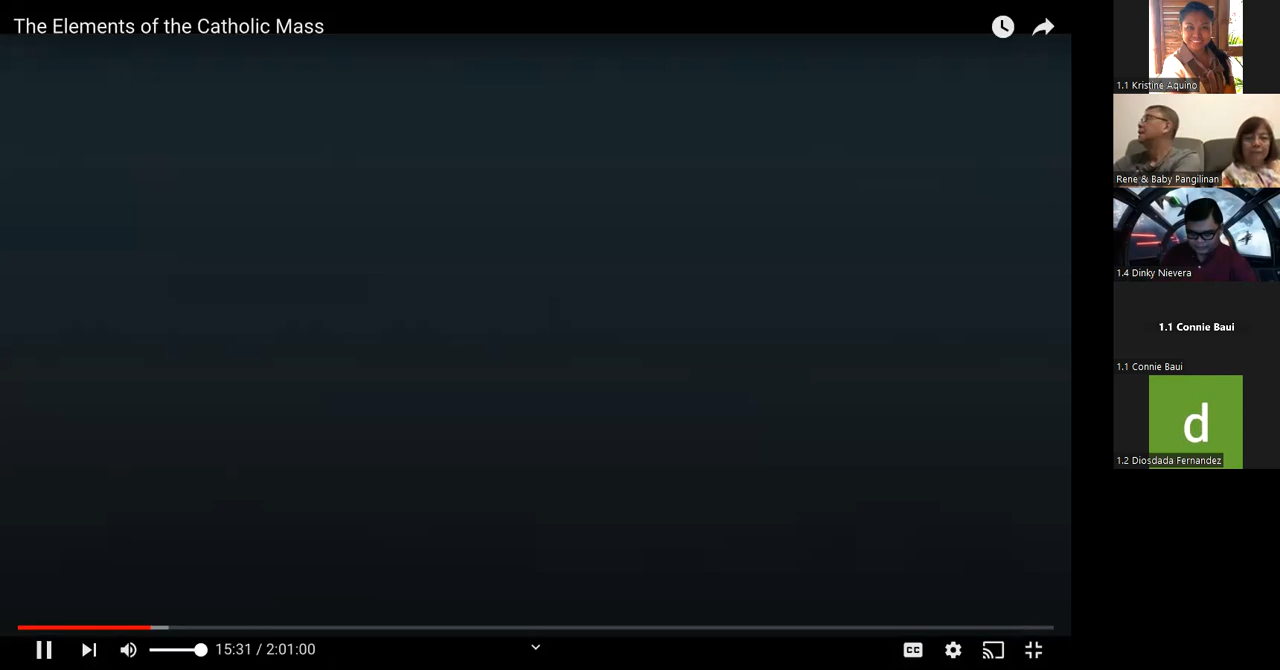 The Elements of the Catholic Mass
1.1 Kristine Aquino
Rene & Baby Pangilinan
1.4 Dinky Nievera
1.1 Connie Baui
1.1 Connie Baui
d
1.2 Diosdada Fernandez
15:31 / 2:01:00
CC